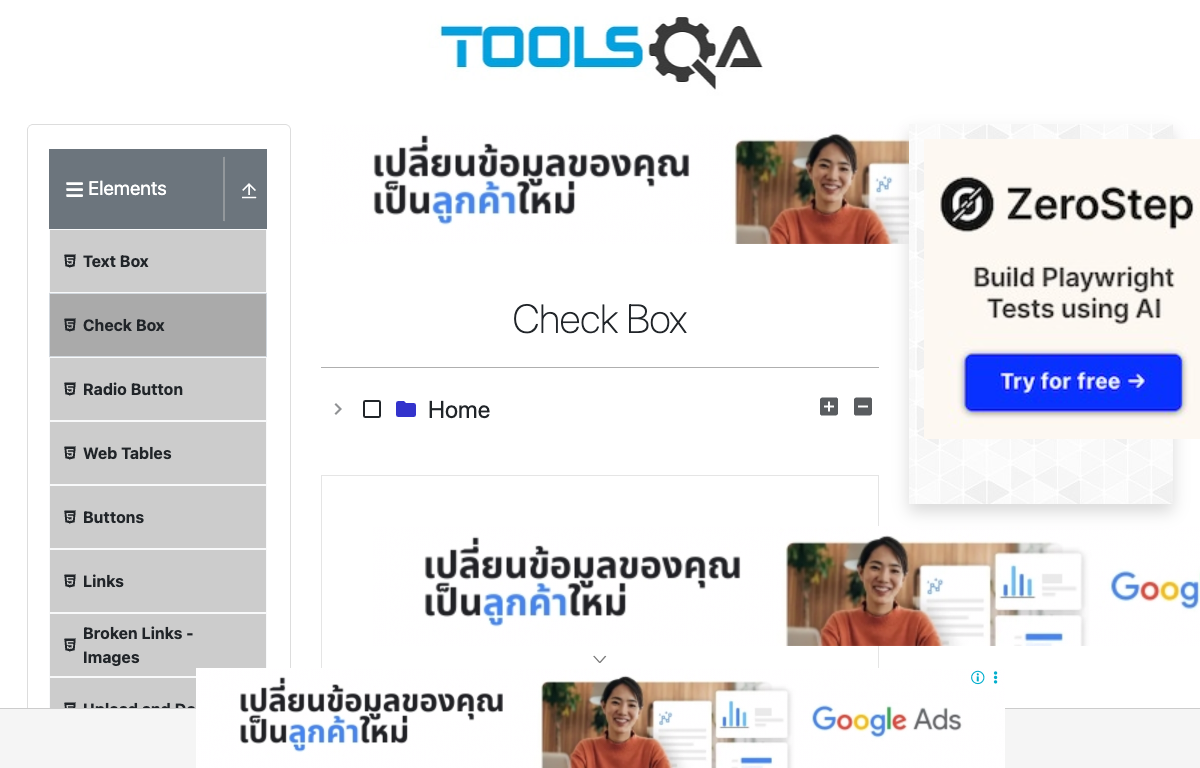 TOOLSQA
Elements
Text Box
Check Box
Radio Button
Web Tables
Buttons
Links
Broken Links -
Images
เปลี่ยนข้อมูลของคุณ
เป็นลูกค้าใหม่
Check Box
Home
เปลี่ยนข้อมูลของคุณ
เป็นลูกค้าใหม่
Goog
ZeroStep
Build Playwright
Tests using AI
Try for free →
เปลี่ยนข้อมูลของคุณ
เป็นลูกค้าใหม่
Google Ads